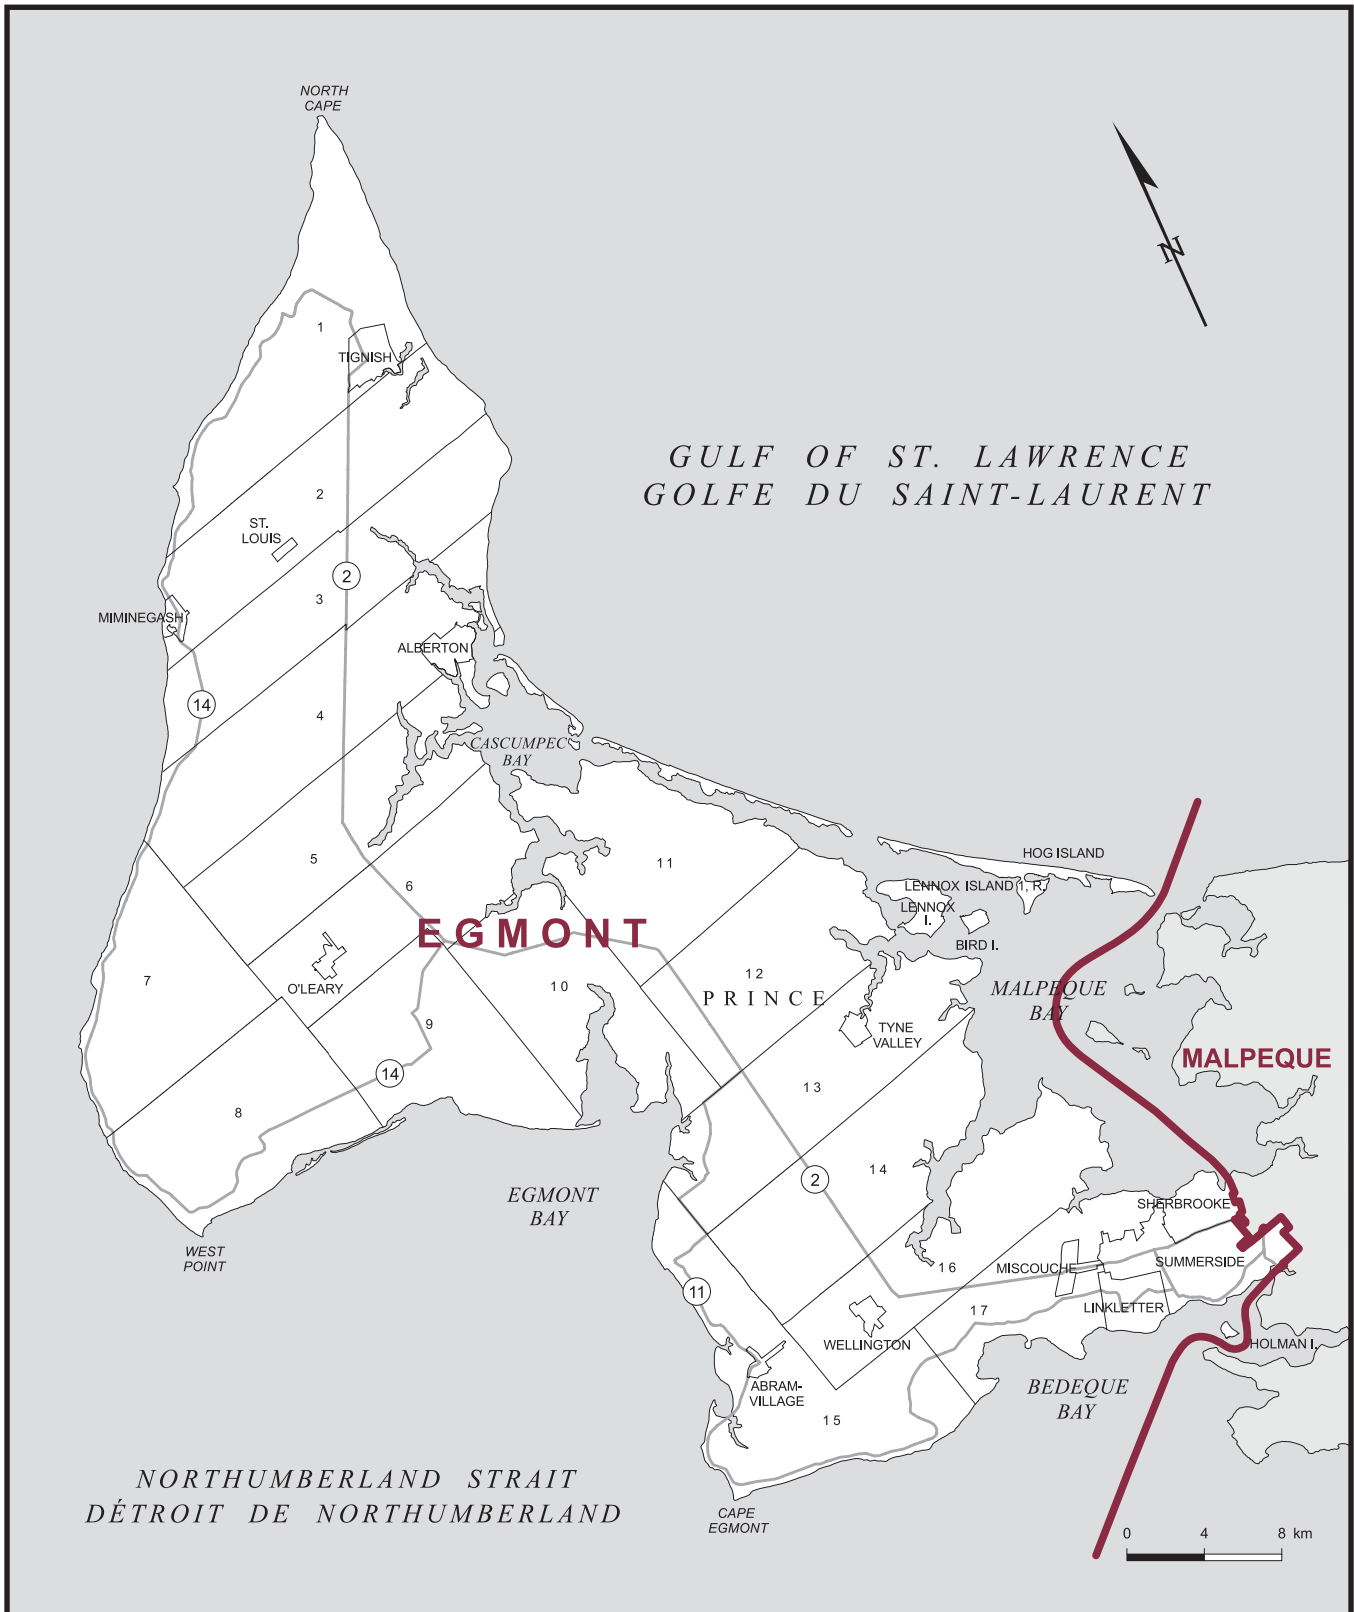 NORTH
CAPE
N
1
TIGNISH
GULF OF ST. LAWRENCE
GOLFE DU SAINT-LAURENT
2
ST.
LOUIS
2
3
MIMINEGASH
ALBERTON
14
4
CASCUMPEC
BAY
5
6
11
HOG ISLAND
LENNOX ISLAND 1, R.
LENNOX
I.
BIRD I.
EGMONT
7
O'LEARY
10
12
PRINCE
MALPEQUE
BAY
9
TYNE
VALLEY
MALPEQUE
14
13
8
14
2
EGMONT
BAY
SHERBROOKE
WEST
POINT
16
MISCOUCHE
SUMMERSIDE
11
17
LINKLETTER
WELLINGTON
HOLMAN I.
ABRAM-
VILLAGE
15
BEDEQUE
BAY
NORTHUMBERLAND STRAIT
DÉTROIT DE NORTHUMBERLAND
CAPE
EGMONT
0 4 8 km